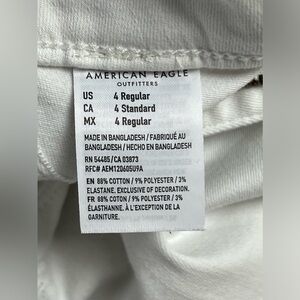 AMERICAN EAGLE
OUTFITTERS
US 4 Regular
CA 4 Standard
MX 4 Regular
MADE IN BANGLADESH / FABRIQUÉ AU
BANGLADESH / HECHO EN BANGLADESH
RN 54485/CA 03873
RFC# AEM120605U9A
EN 88% COTTON / 9% POLYESTER / 3%
ELASTANE. EXCLUSIVE OF DECORATION.
FR 88% COTON / 9% POLYESTER / 3%
ÉLASTHANNE. À L'EXCEPTION DE LA
GARNITURE.